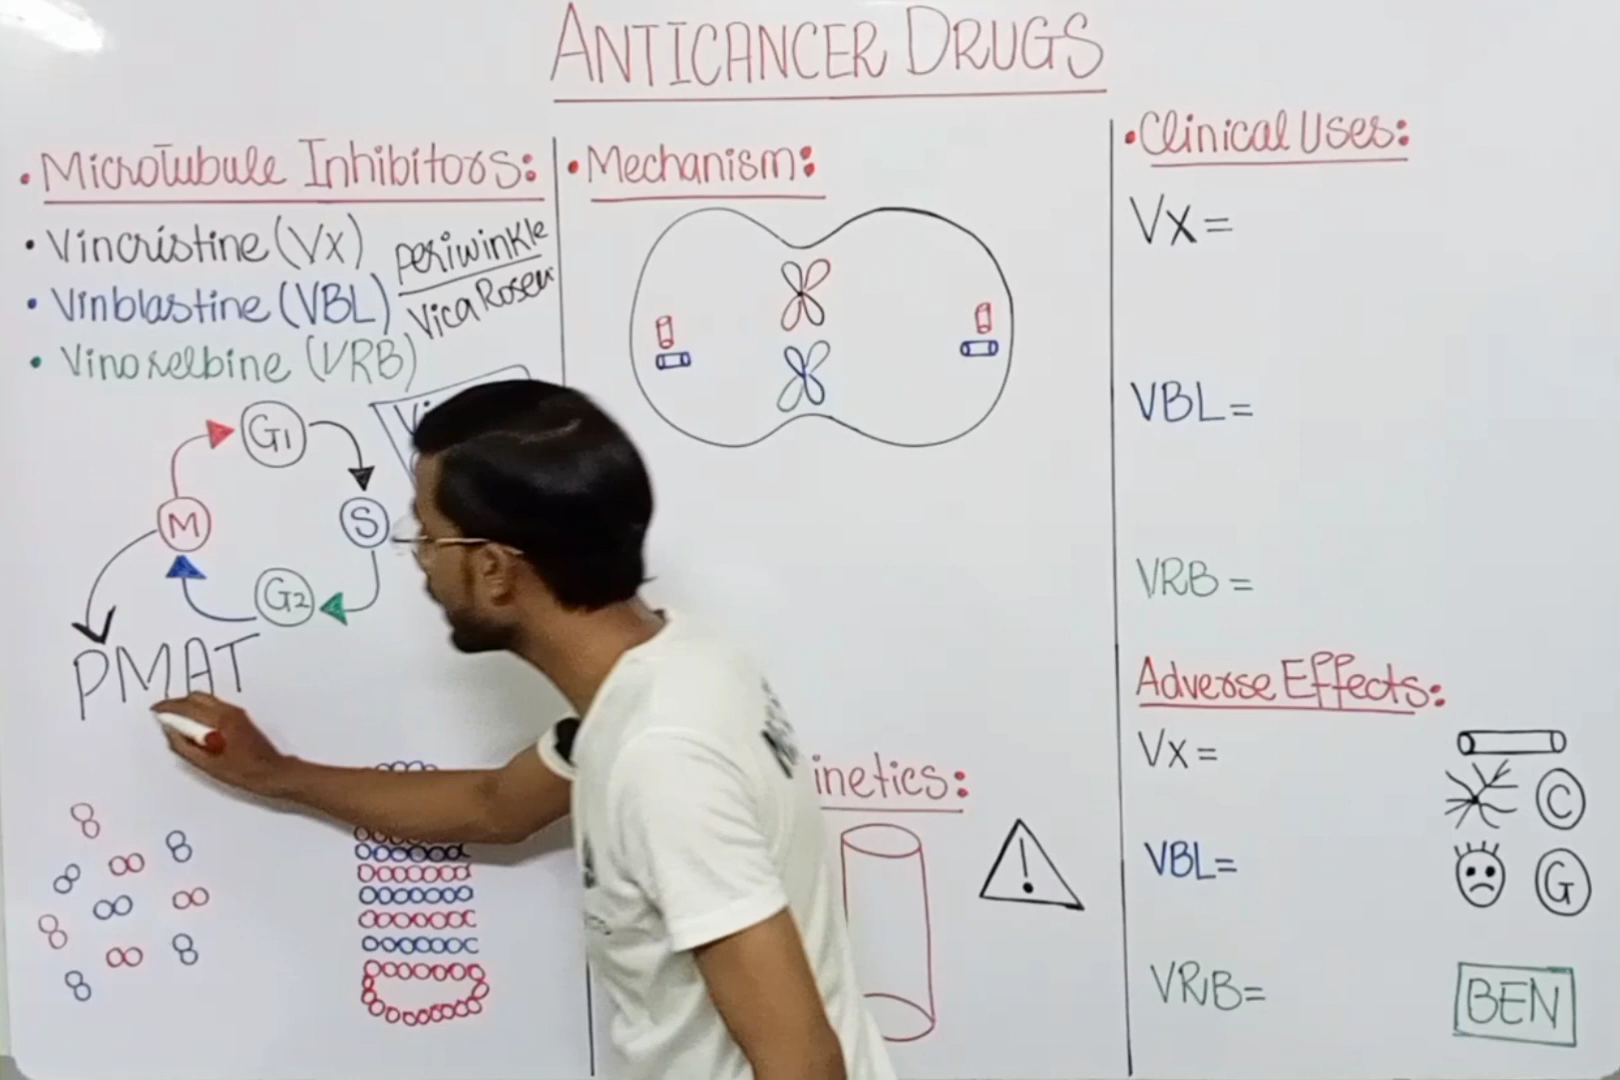 ANTICANCER DRUGS
• MicroTubule Inhibitors:
• Vincristine (Vx)
• Vinblastine (VBL)
• Vinorelbine (VRB)
Periwinkle
Vica Rosea
G1
S
G2
M
PMAT
• Mechanism:
inetics:
!
• Clinical Uses:
Vx =
VBL=
VRB =
Adverse Effects:
Vx =
C
VBL=
G
VRB=
BEN